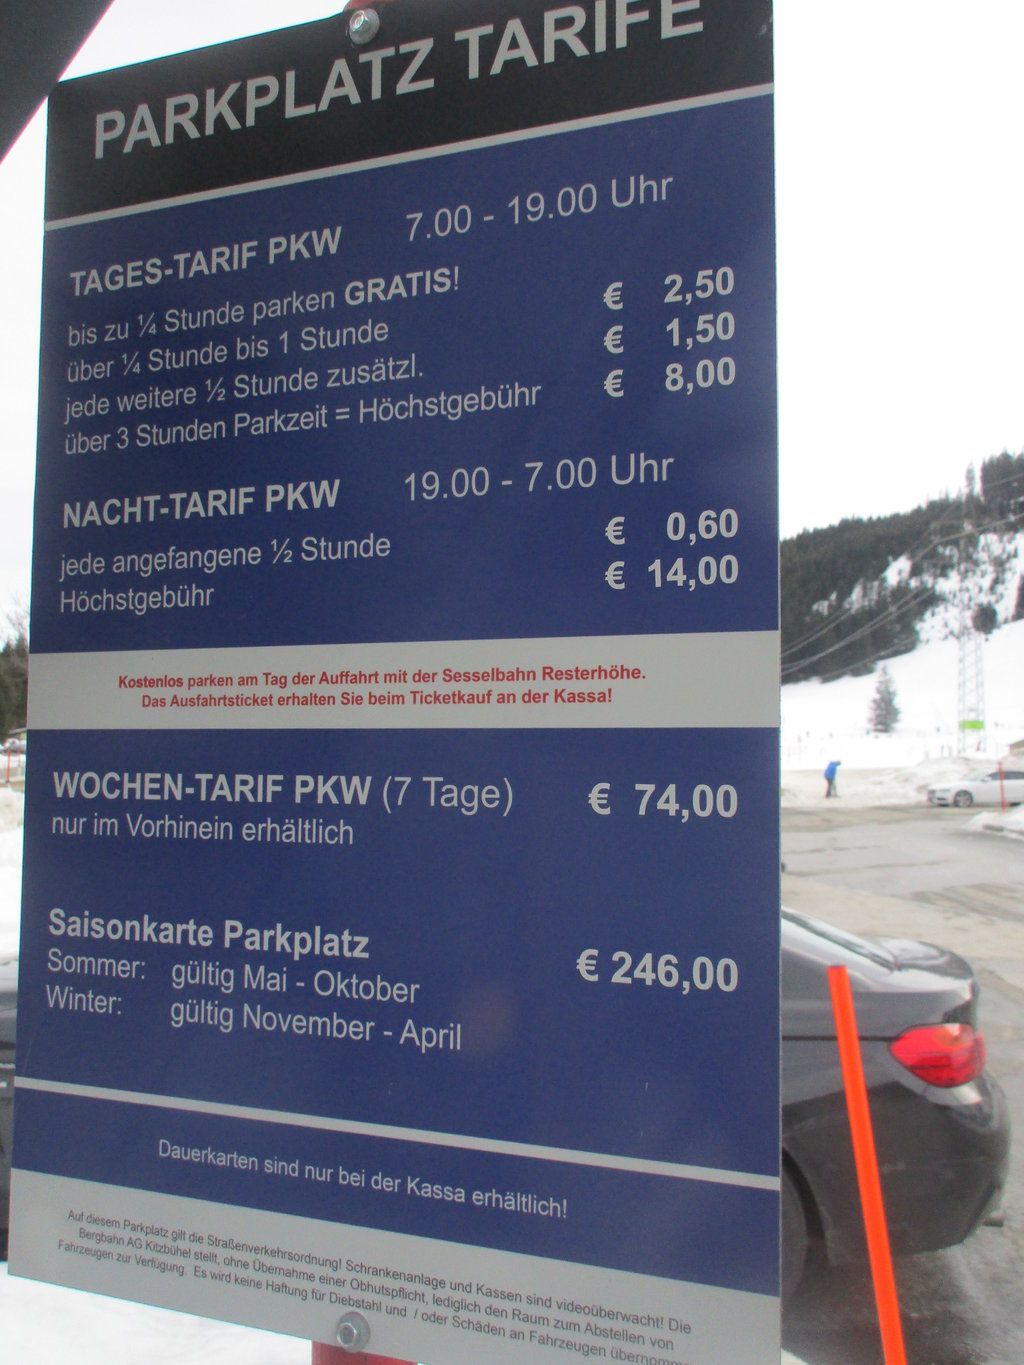 PARKPLATZ TARIFE
TAGES-TARIF PKW 7.00 - 19.00 Uhr
bis zu ¼ Stunde parken GRATIS!
über ¼ Stunde bis 1 Stunde € 2,50
jede weitere ½ Stunde zusätzl. € 1,50
über 3 Stunden Parkzeit = Höchstgebühr € 8,00
NACHT-TARIF PKW 19.00 - 7.00 Uhr
jede angefangene ½ Stunde € 0,60
Höchstgebühr € 14,00
Kostenlos parken am Tag der Auffahrt mit der Sesselbahn Resterhöhe.
Das Ausfahrtsticket erhalten Sie beim Ticketkauf an der Kassa!
WOCHEN-TARIF PKW (7 Tage) € 74,00
nur im Vorhinein erhältlich
Saisonkarte Parkplatz € 246,00
Sommer: gültig Mai - Oktober
Winter: gültig November - April
Dauerkarten sind nur bei der Kassa erhältlich!
Auf diesem Parkplatz gilt die Straßenverkehrsordnung! Schrankenanlage und Kassen sind videoüberwacht! Die
Bergbahn AG Kitzbühel stellt, ohne Übernahme einer Obhutspflicht, lediglich den Raum zum Abstellen von
Fahrzeugen zur Verfügung. Es wird keine Haftung für Diebstahl und / oder Schäden an Fahrzeugen